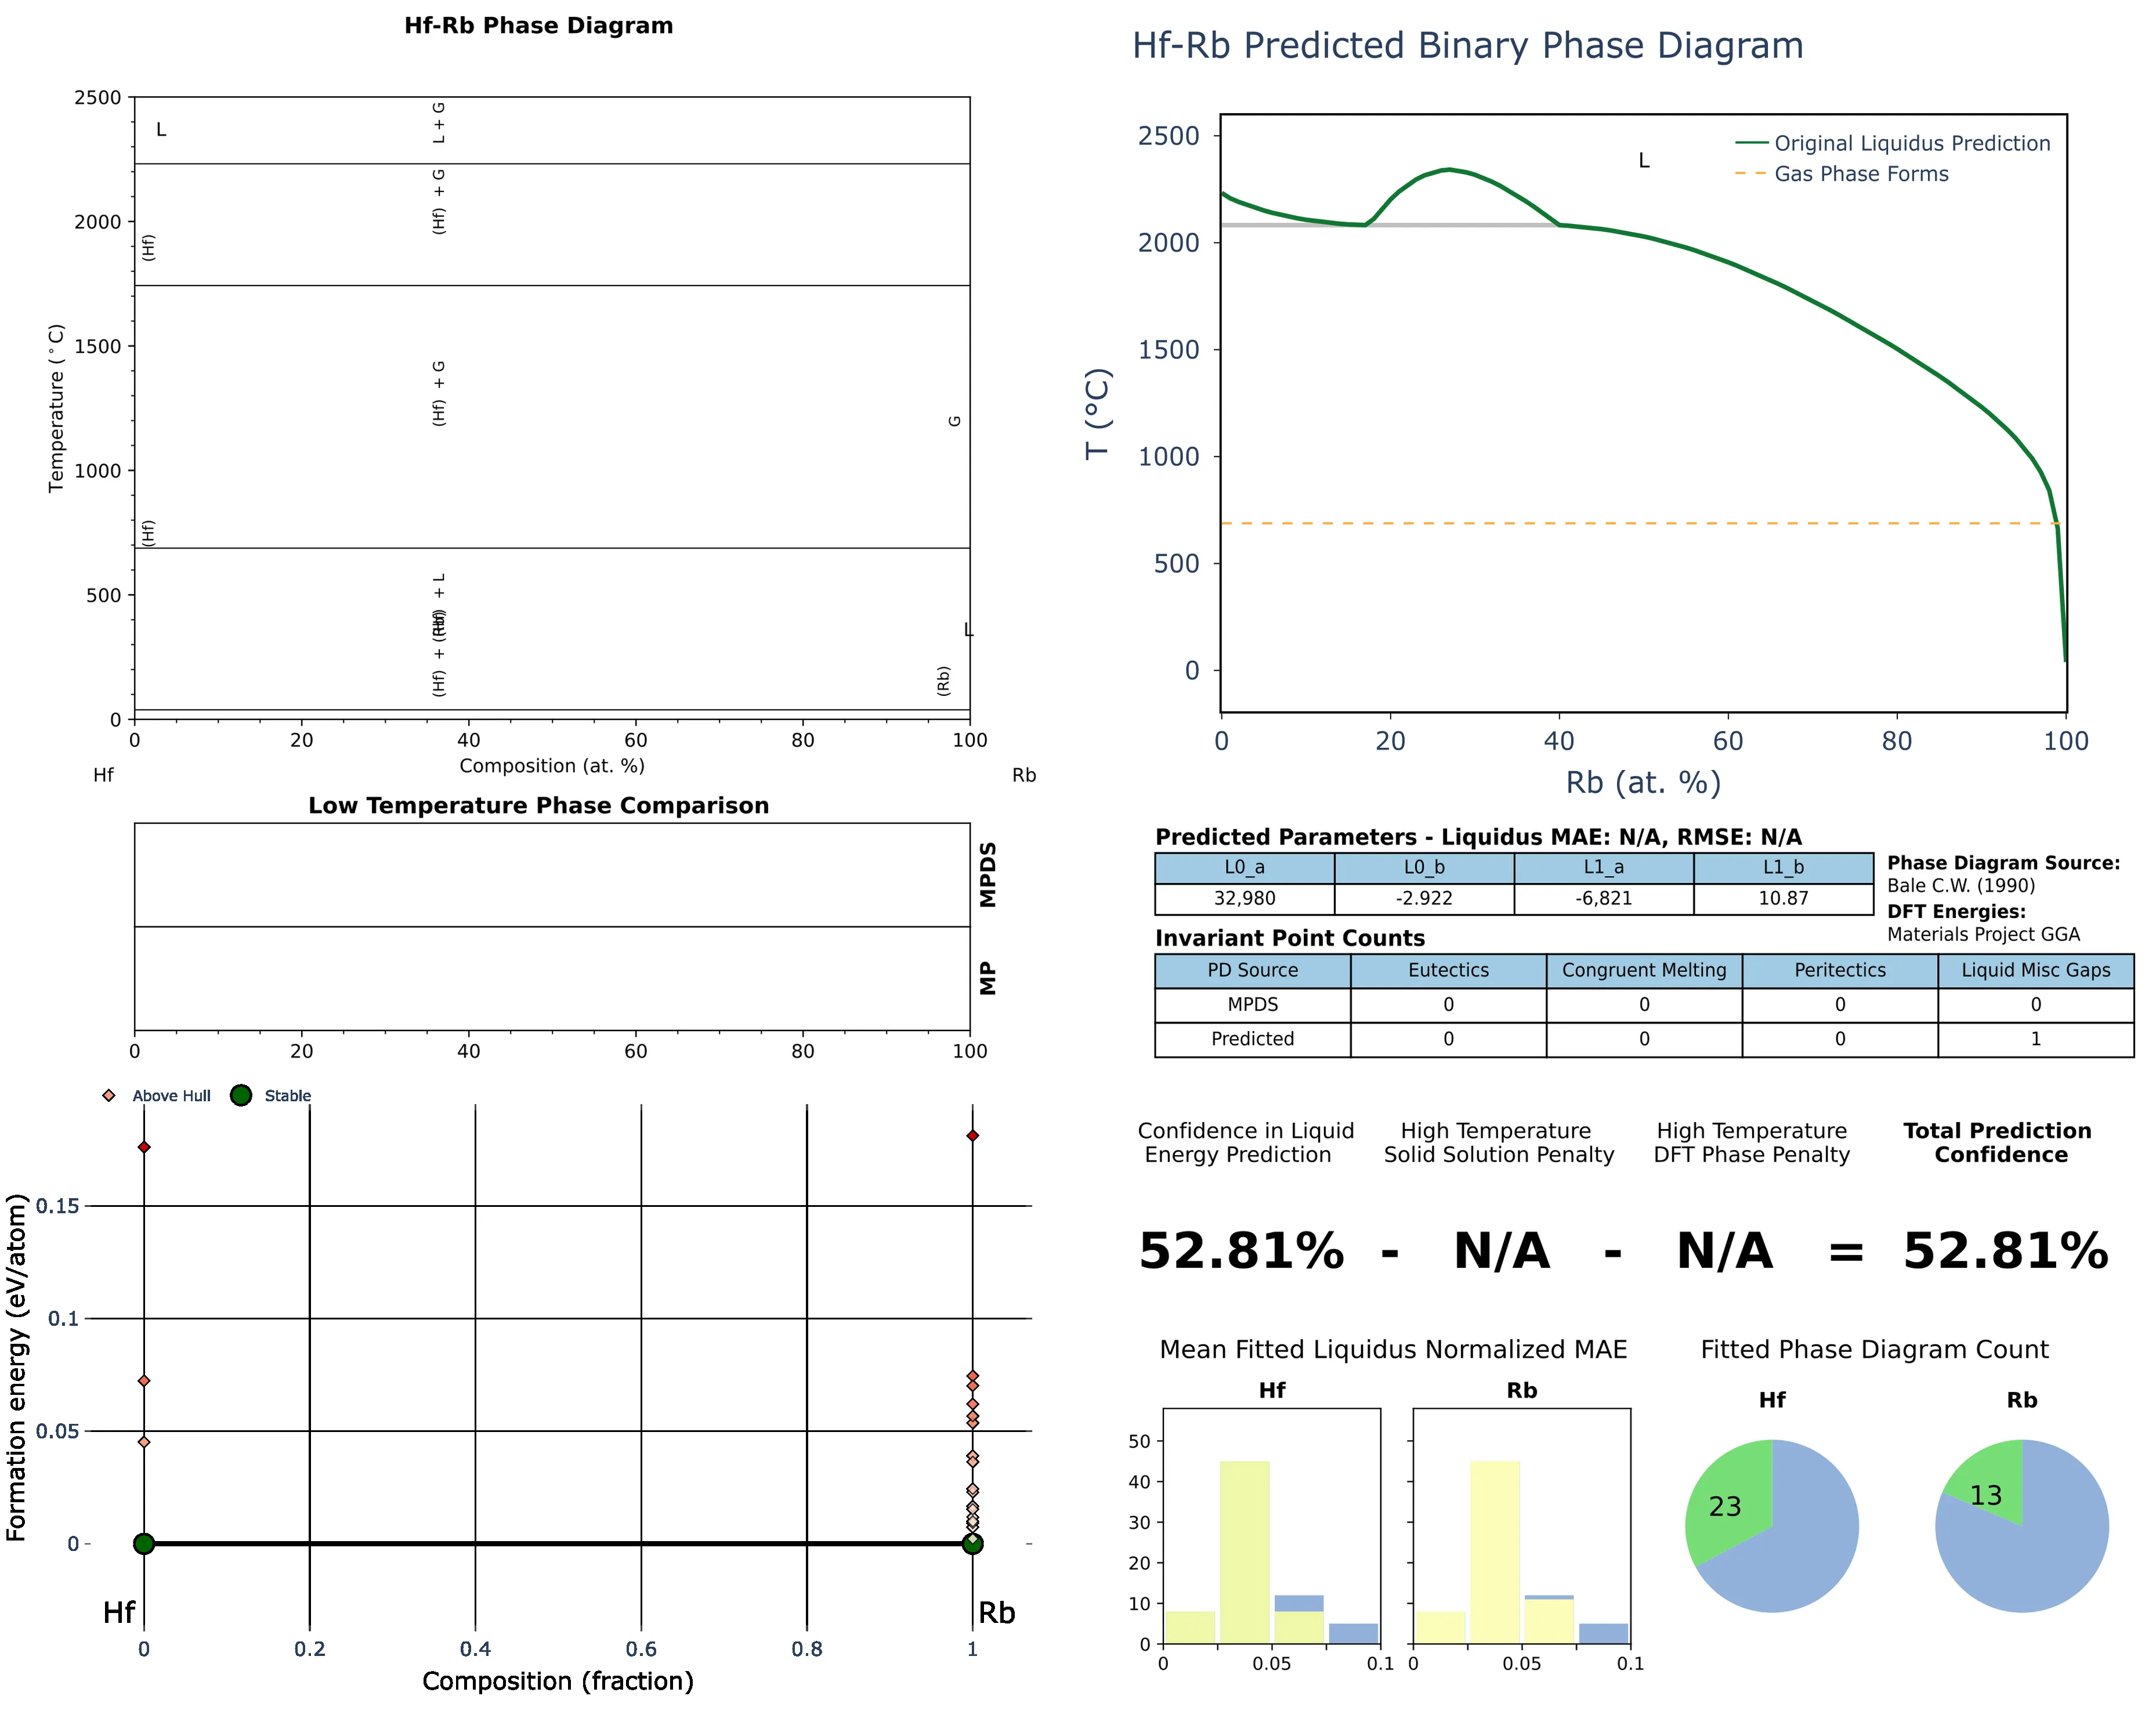 Hf-Rb Phase Diagram
2500
2000
1500
1000
500
0
Temperature (°C)
L
L + G
(Hf) + G
(Hf)
(Hf) + G
G
(Hf)
(Hf) + L
(Hf) + (Rb)
L
(Rb)
0 20 40 60 80 100
Composition (at. %)
Hf Rb
Low Temperature Phase Comparison
MPDS
MP
0 20 40 60 80 100
Above Hull Stable
0.15
0.1
0.05
0
Formation energy (eV/atom)
Hf Rb
0 0.2 0.4 0.6 0.8 1
Composition (fraction)
Hf-Rb Predicted Binary Phase Diagram
2500
2000
1500
1000
500
0
T (°C)
L
Original Liquidus Prediction
Gas Phase Forms
0 20 40 60 80 100
Rb (at. %)
Predicted Parameters - Liquidus MAE: N/A, RMSE: N/A
L0_a L0_b L1_a L1_b
32,980 -2.922 -6,821 10.87
Phase Diagram Source:
Bale C.W. (1990)
DFT Energies:
Materials Project GGA
Invariant Point Counts
PD Source Eutectics Congruent Melting Peritectics Liquid Misc Gaps
MPDS 0 0 0 0
Predicted 0 0 0 1
Confidence in Liquid
Energy Prediction
High Temperature
Solid Solution Penalty
High Temperature
DFT Phase Penalty
Total Prediction
Confidence
52.81% - N/A - N/A = 52.81%
Mean Fitted Liquidus Normalized MAE
Hf Rb
50
40
30
20
10
0
0 0.05 0.1 0 0.05 0.1
Fitted Phase Diagram Count
Hf Rb
23 13